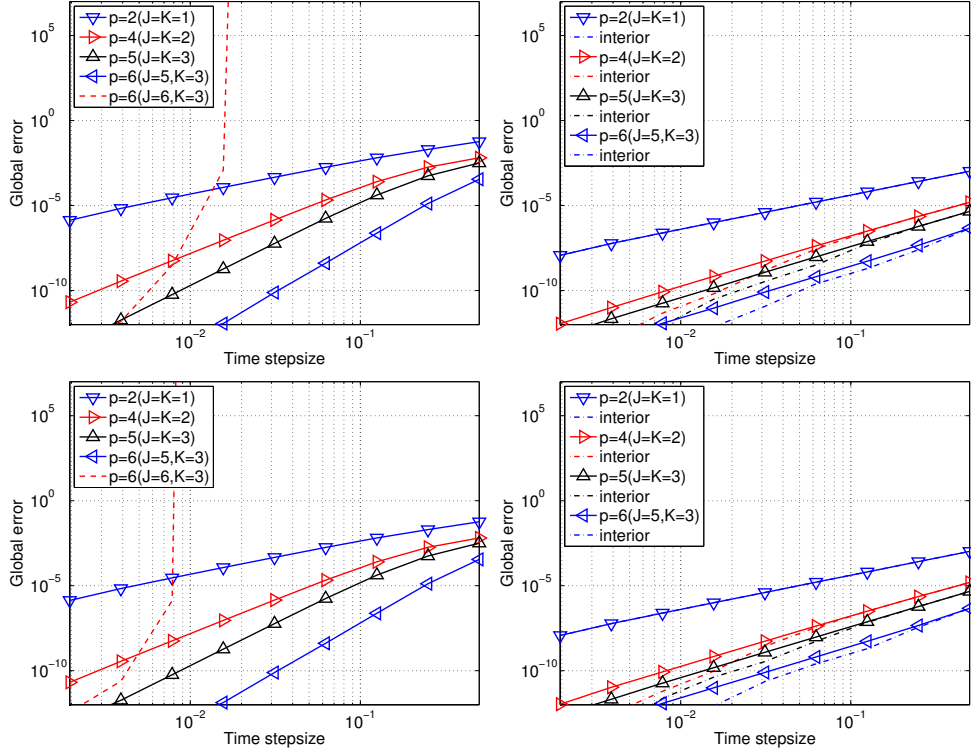 10^5
10^0
10^-5
10^-10
Global error
p=2(J=K=1)
p=4(J=K=2)
p=5(J=K=3)
p=6(J=5,K=3)
p=6(J=6,K=3)
10^-2
10^-1
Time stepsize
10^5
10^0
10^-5
10^-10
Global error
p=2(J=K=1)
interior
p=4(J=K=2)
interior
p=5(J=K=3)
interior
p=6(J=5,K=3)
interior
10^-2
10^-1
Time stepsize
10^5
10^0
10^-5
10^-10
Global error
p=2(J=K=1)
p=4(J=K=2)
p=5(J=K=3)
p=6(J=5,K=3)
p=6(J=6,K=3)
10^-2
10^-1
Time stepsize
10^5
10^0
10^-5
10^-10
Global error
p=2(J=K=1)
interior
p=4(J=K=2)
interior
p=5(J=K=3)
interior
p=6(J=5,K=3)
interior
10^-2
10^-1
Time stepsize